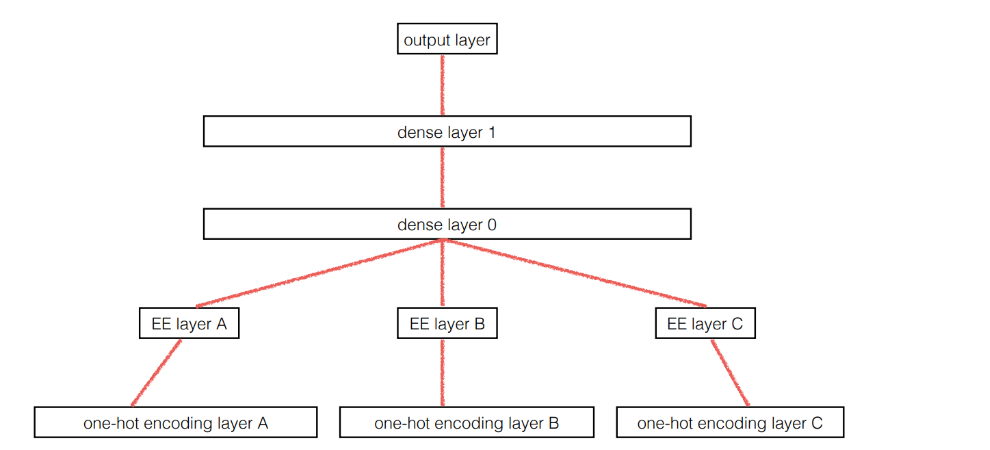 output layer
dense layer 1
dense layer 0
EE layer A
EE layer B
EE layer C
one-hot encoding layer A
one-hot encoding layer B
one-hot encoding layer C